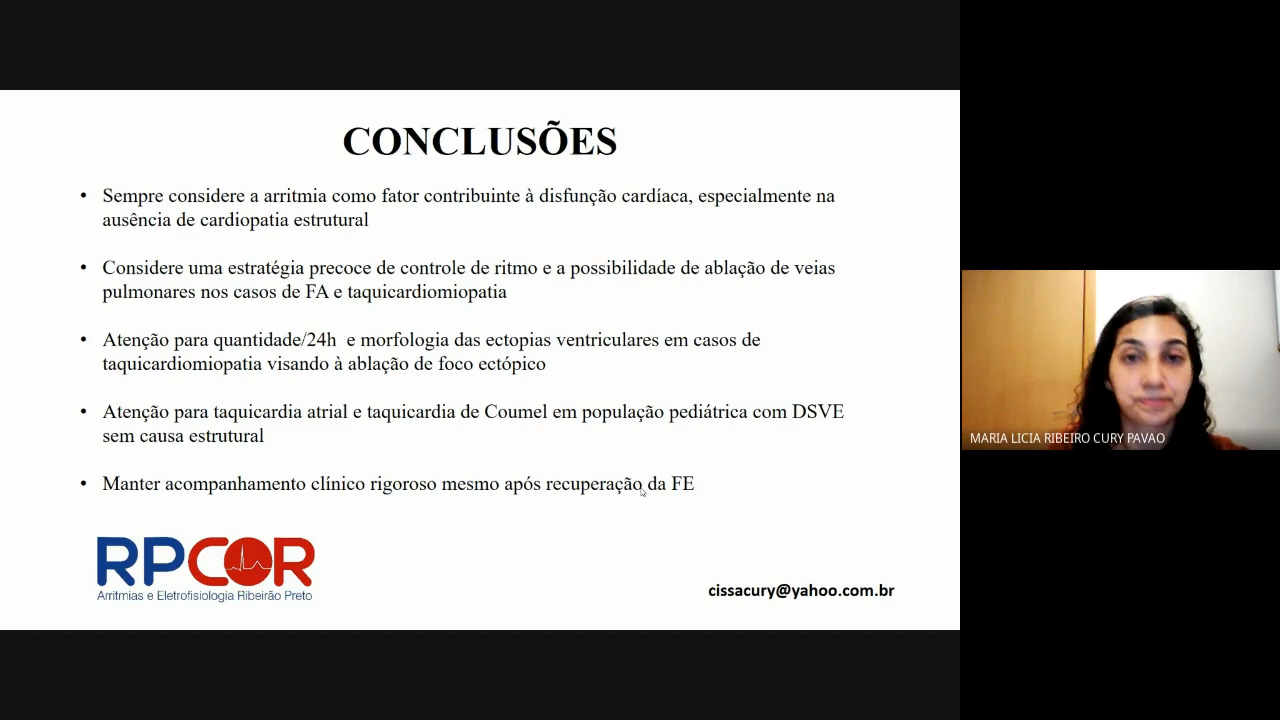 CONCLUSÕES
• Sempre considere a arritmia como fator contribuinte à disfunção cardíaca, especialmente na
ausência de cardiopatia estrutural
• Considere uma estratégia precoce de controle de ritmo e a possibilidade de ablação de veias
pulmonares nos casos de FA e taquicardiomiopatia
• Atenção para quantidade/24h e morfologia das ectopias ventriculares em casos de
taquicardiomiopatia visando à ablação de foco ectópico
• Atenção para taquicardia atrial e taquicardia de Coumel em população pediátrica com DSVE
sem causa estrutural
• Manter acompanhamento clínico rigoroso mesmo após recuperação da FE
RPCOR
Arritmias e Eletrofisiologia Ribeirão Preto
cissacury@yahoo.com.br
MARIA LICIA RIBEIRO CURY PAVAO